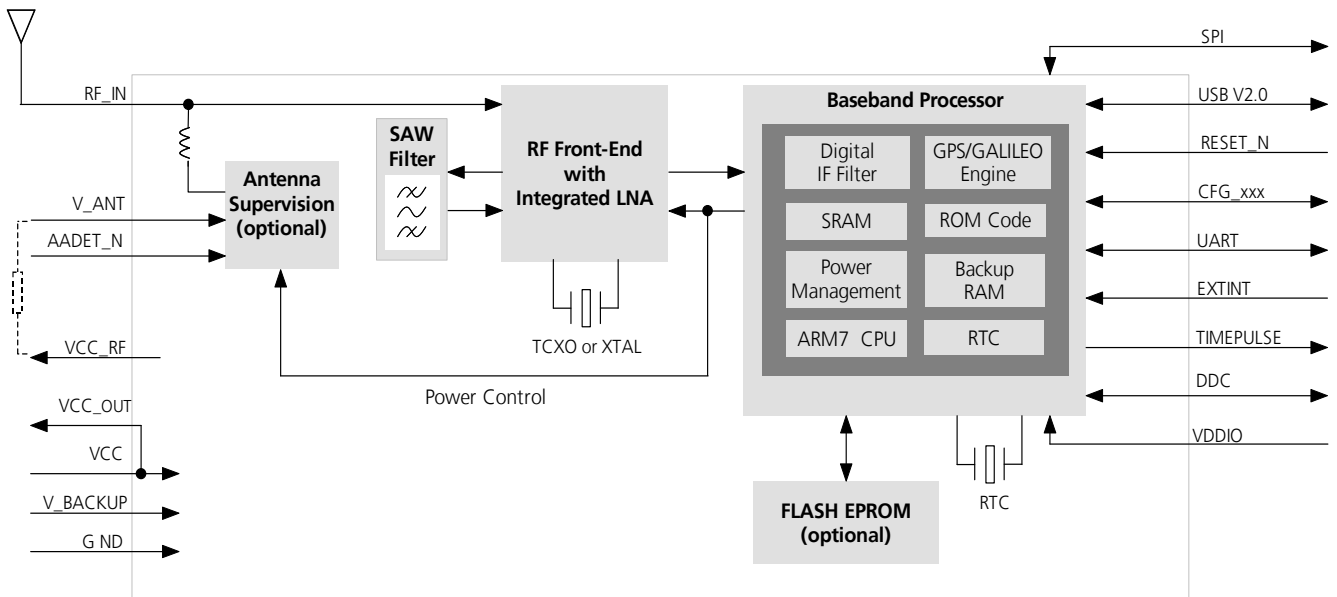 SPI
RF_IN
Baseband Processor
USB V2.0
SAW
Filter
RF Front-End
with
Integrated LNA
Digital
IF Filter
GPS/GALILEO
Engine
RESET_N
Antenna
Supervision
(optional)
V_ANT
AADET_N
SRAM
ROM Code
CFG_xxx
UART
Power
Management
Backup
RAM
EXTINT
ARM7 CPU
RTC
TIMEPULSE
VCC_RF
TCXO or XTAL
Power Control
DDC
VCC_OUT
VCC
VDDIO
V_BACKUP
G ND
FLASH EPROM
(optional)
RTC